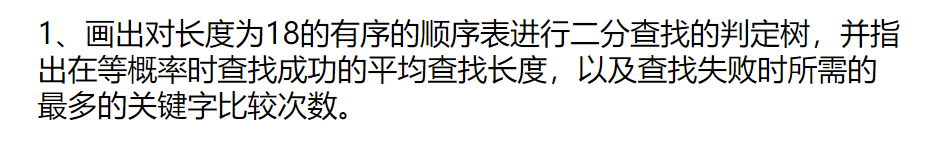 1、画出对长度为18的有序的顺序表进行二分查找的判定树，并指
出在等概率时查找成功的平均查找长度，以及查找失败时所需的
最多的关键字比较次数。